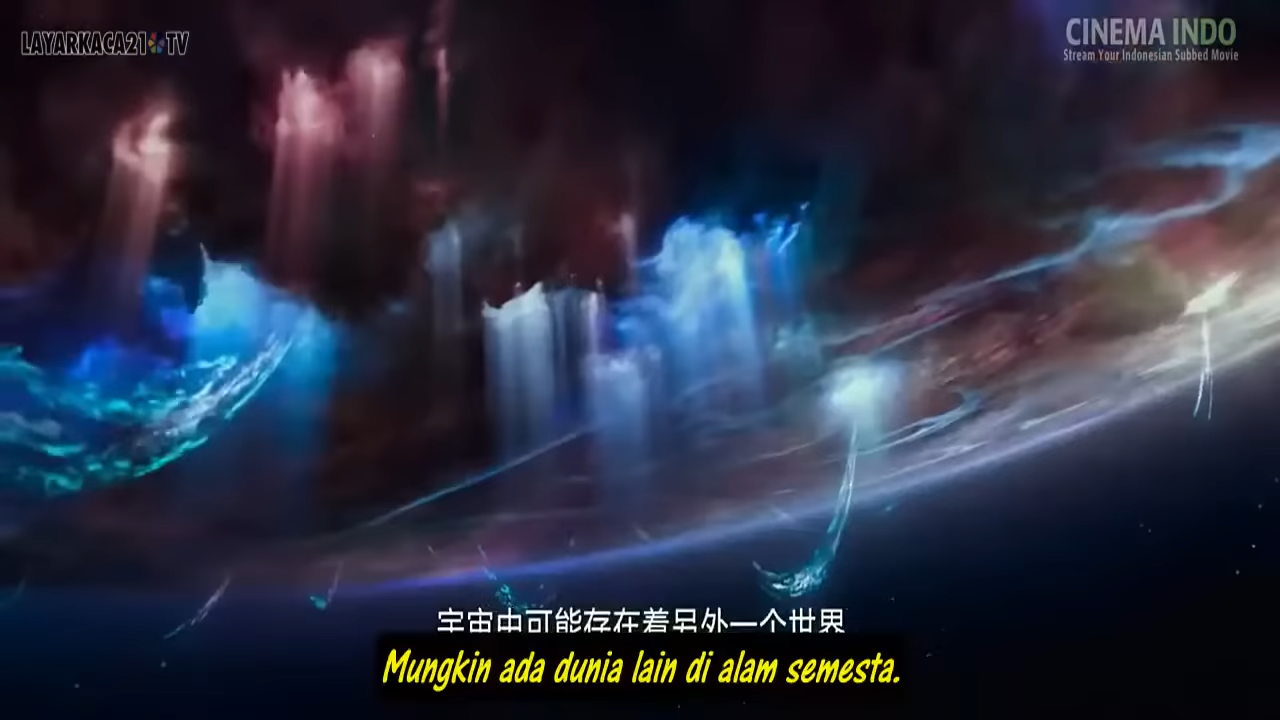 LAYARKACA21 TV
CINEMA INDO
Stream Your Indonesian Subbed Movie
宇宙中可能存在着另外一个世界
Mungkin ada dunia lain di alam semesta.